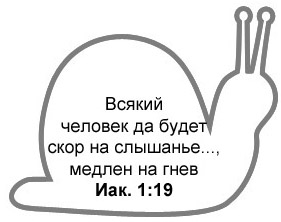 Всякий
человек да будет
скор на слышанье...,
медлен на гнев
Иак. 1:19